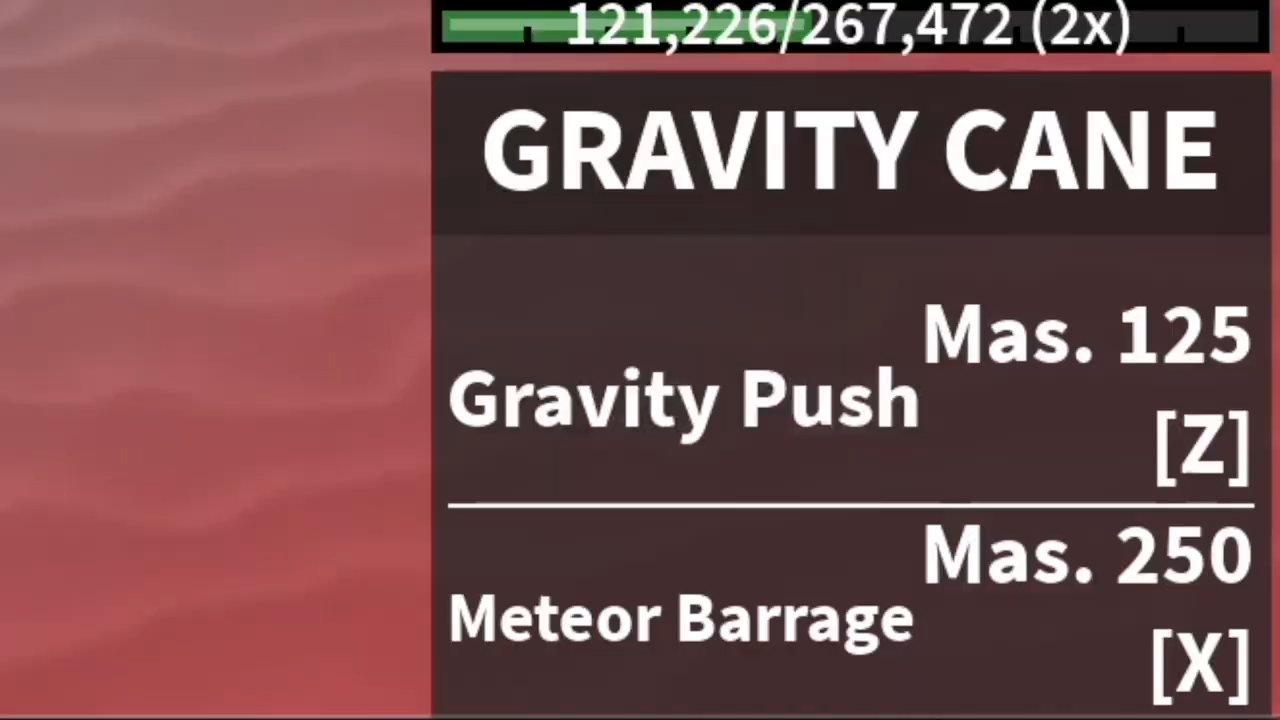 121,226/267,472 (2x)
GRAVITY CANE
Mas. 125
Gravity Push
[Z]
Mas. 250
Meteor Barrage
[X]